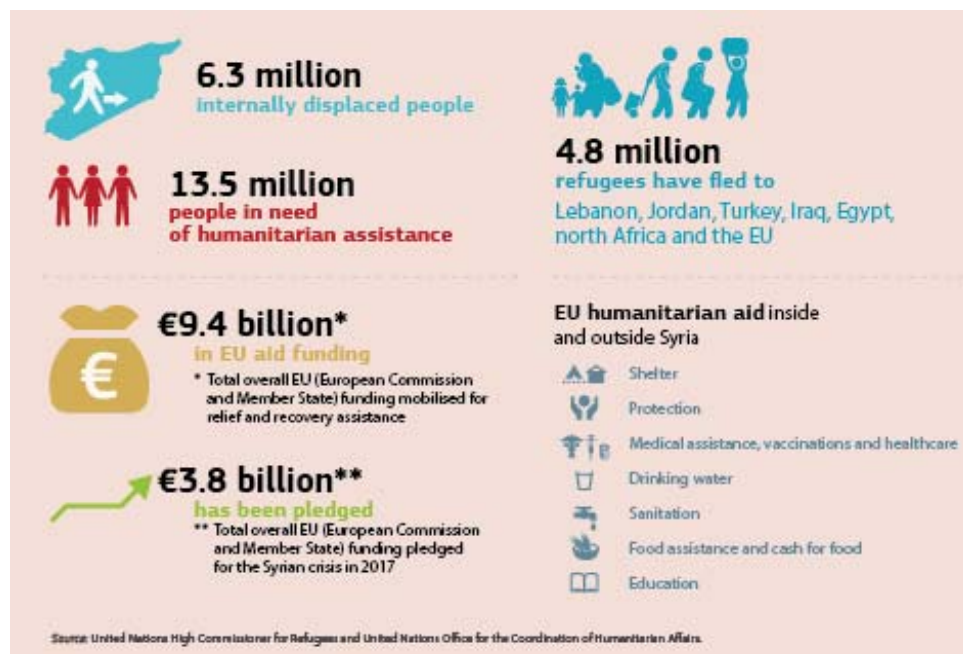 6.3 million
internally displaced people
13.5 million
people in need
of humanitarian assistance
4.8 million
refugees have fled to
Lebanon, Jordan, Turkey, Iraq, Egypt,
north Africa and the EU
€9.4 billion*
in EU aid funding
* Total overall EU (European Commission
and Member State) funding mobilised for
relief and recovery assistance
€3.8 billion**
has been pledged
** Total overall EU (European Commission
and Member State) funding pledged
for the Syrian crisis in 2017
EU humanitarian aid inside
and outside Syria
Shelter
Protection
Medical assistance, vaccinations and healthcare
Drinking water
Sanitation
Food assistance and cash for food
Education
Source: United Nations High Commissioner for Refugees and United Nations Office for the Coordination of Humanitarian Affairs.